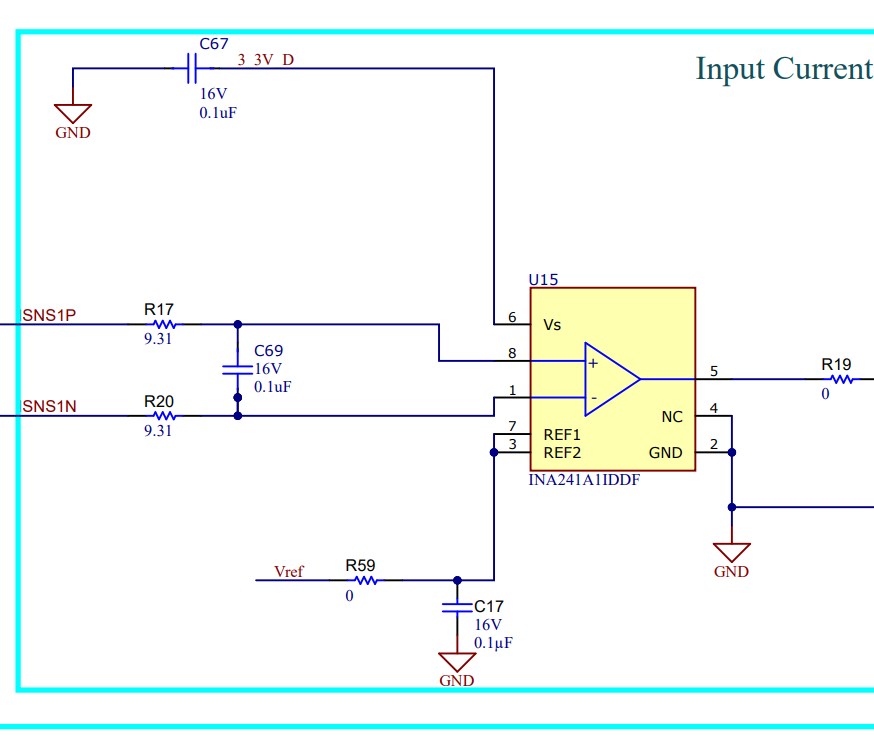 C67
3_3V_D
Input Current
16V
0.1uF
GND
U15
SNS1P
R17
9.31
6
Vs
C69
16V
0.1uF
8
+
5
R19
0
SNS1N
R20
9.31
1
-
NC
4
7
REF1
3
REF2
GND
2
INA241A1IDDF
GND
Vref
R59
0
C17
16V
0.1µF
GND